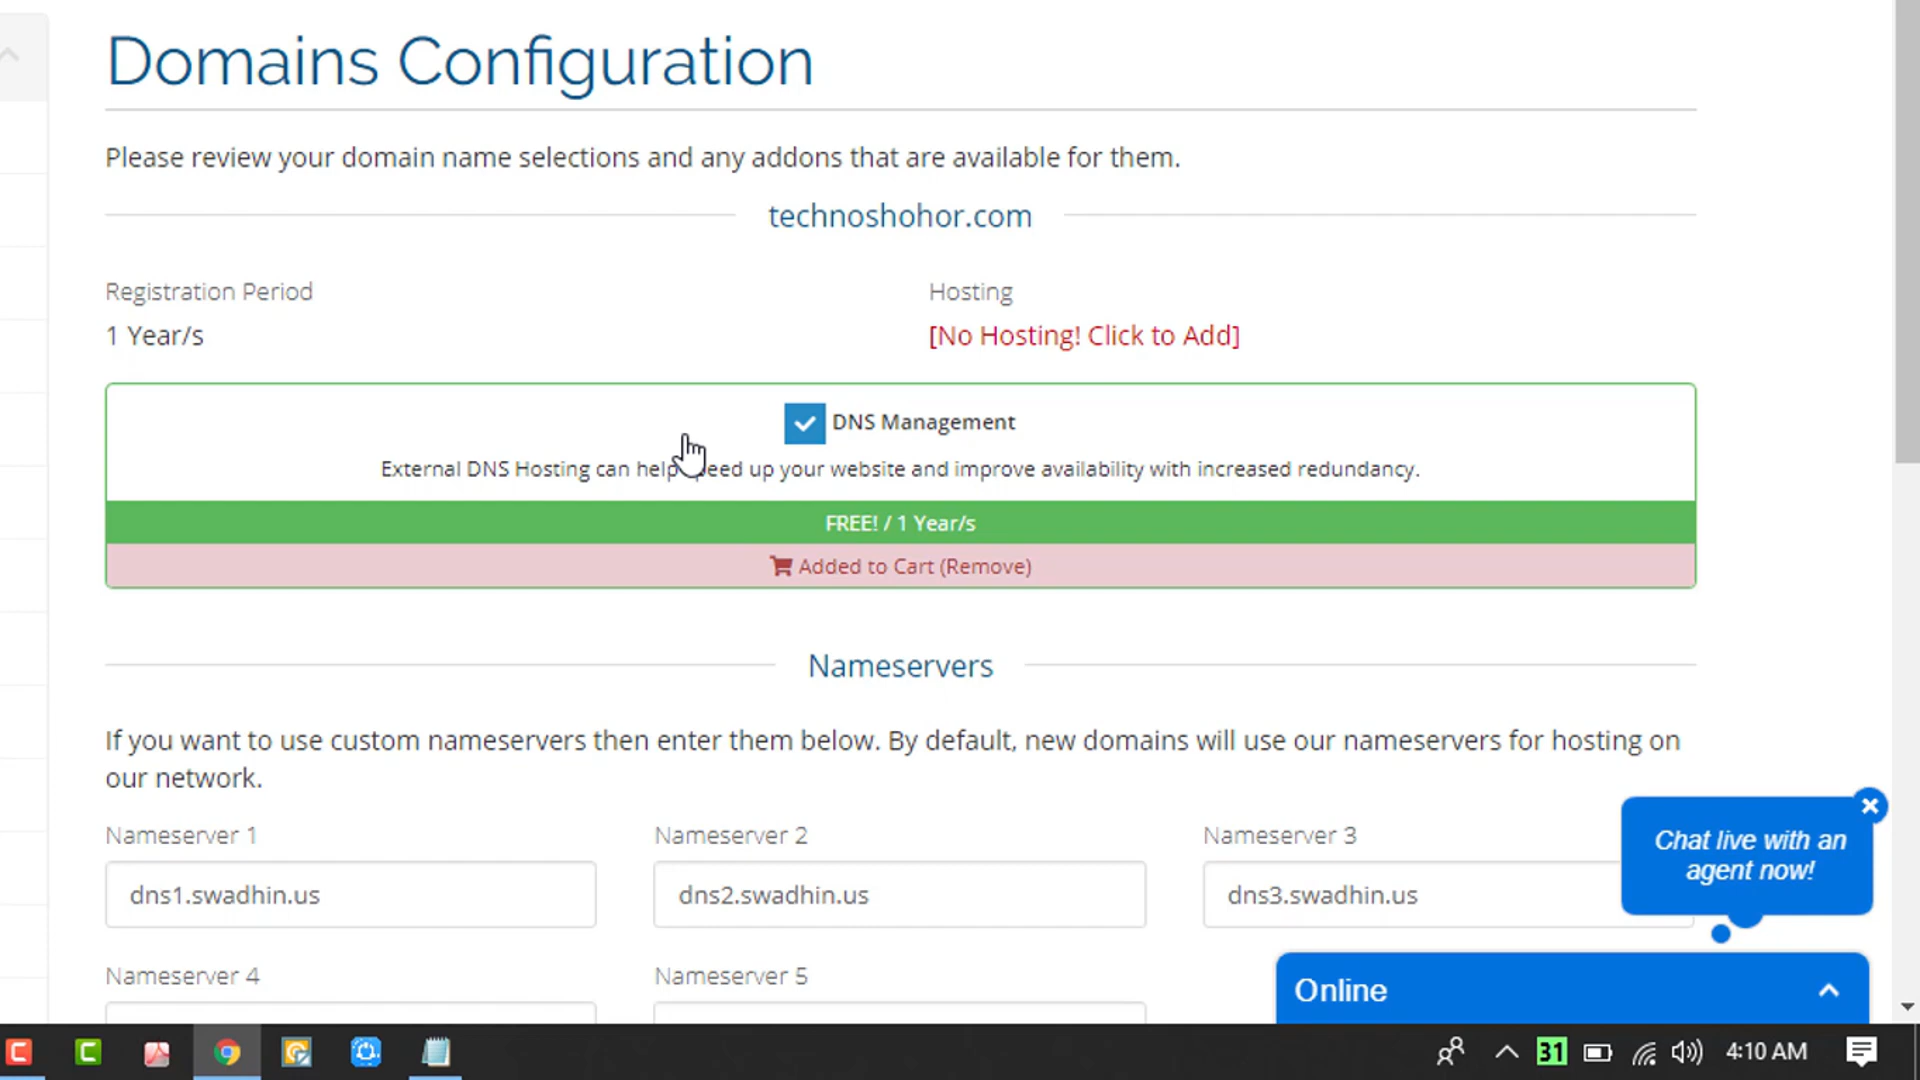 Domains Configuration
Please review your domain name selections and any addons that are available for them.
technoshohor.com
Registration Period
1 Year/s
Hosting
[No Hosting! Click to Add]
DNS Management
External DNS Hosting can help speed up your website and improve availability with increased redundancy.
FREE! / 1 Year/s
Added to Cart (Remove)
Nameservers
If you want to use custom nameservers then enter them below. By default, new domains will use our nameservers for hosting on
our network.
Nameserver 1
dns1.swadhin.us
Nameserver 2
dns2.swadhin.us
Nameserver 3
dns3.swadhin.us
Nameserver 4
Nameserver 5
Chat live with an
agent now!
Online
31
4:10 AM